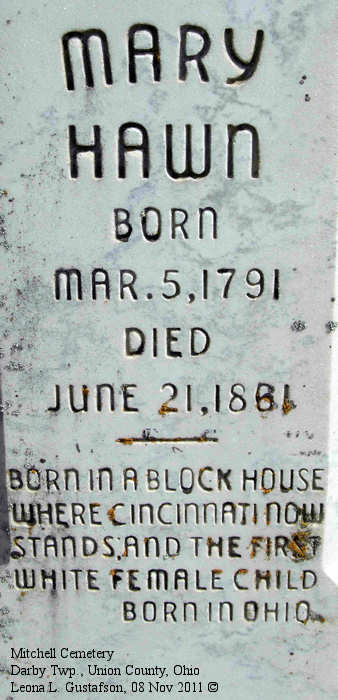 MARY
HAWN
BORN
MAR. 5, 1791
DIED
JUNE 21, 1861
BORN IN A BLOCK HOUSE
WHERE CINCINNATI NOW
STANDS, AND THE FIRST
WHITE FEMALE CHILD
BORN IN OHIO.
Mitchell Cemetery
Darby Twp., Union County, Ohio
Leona L. Gustafson, 08 Nov 2011 ©